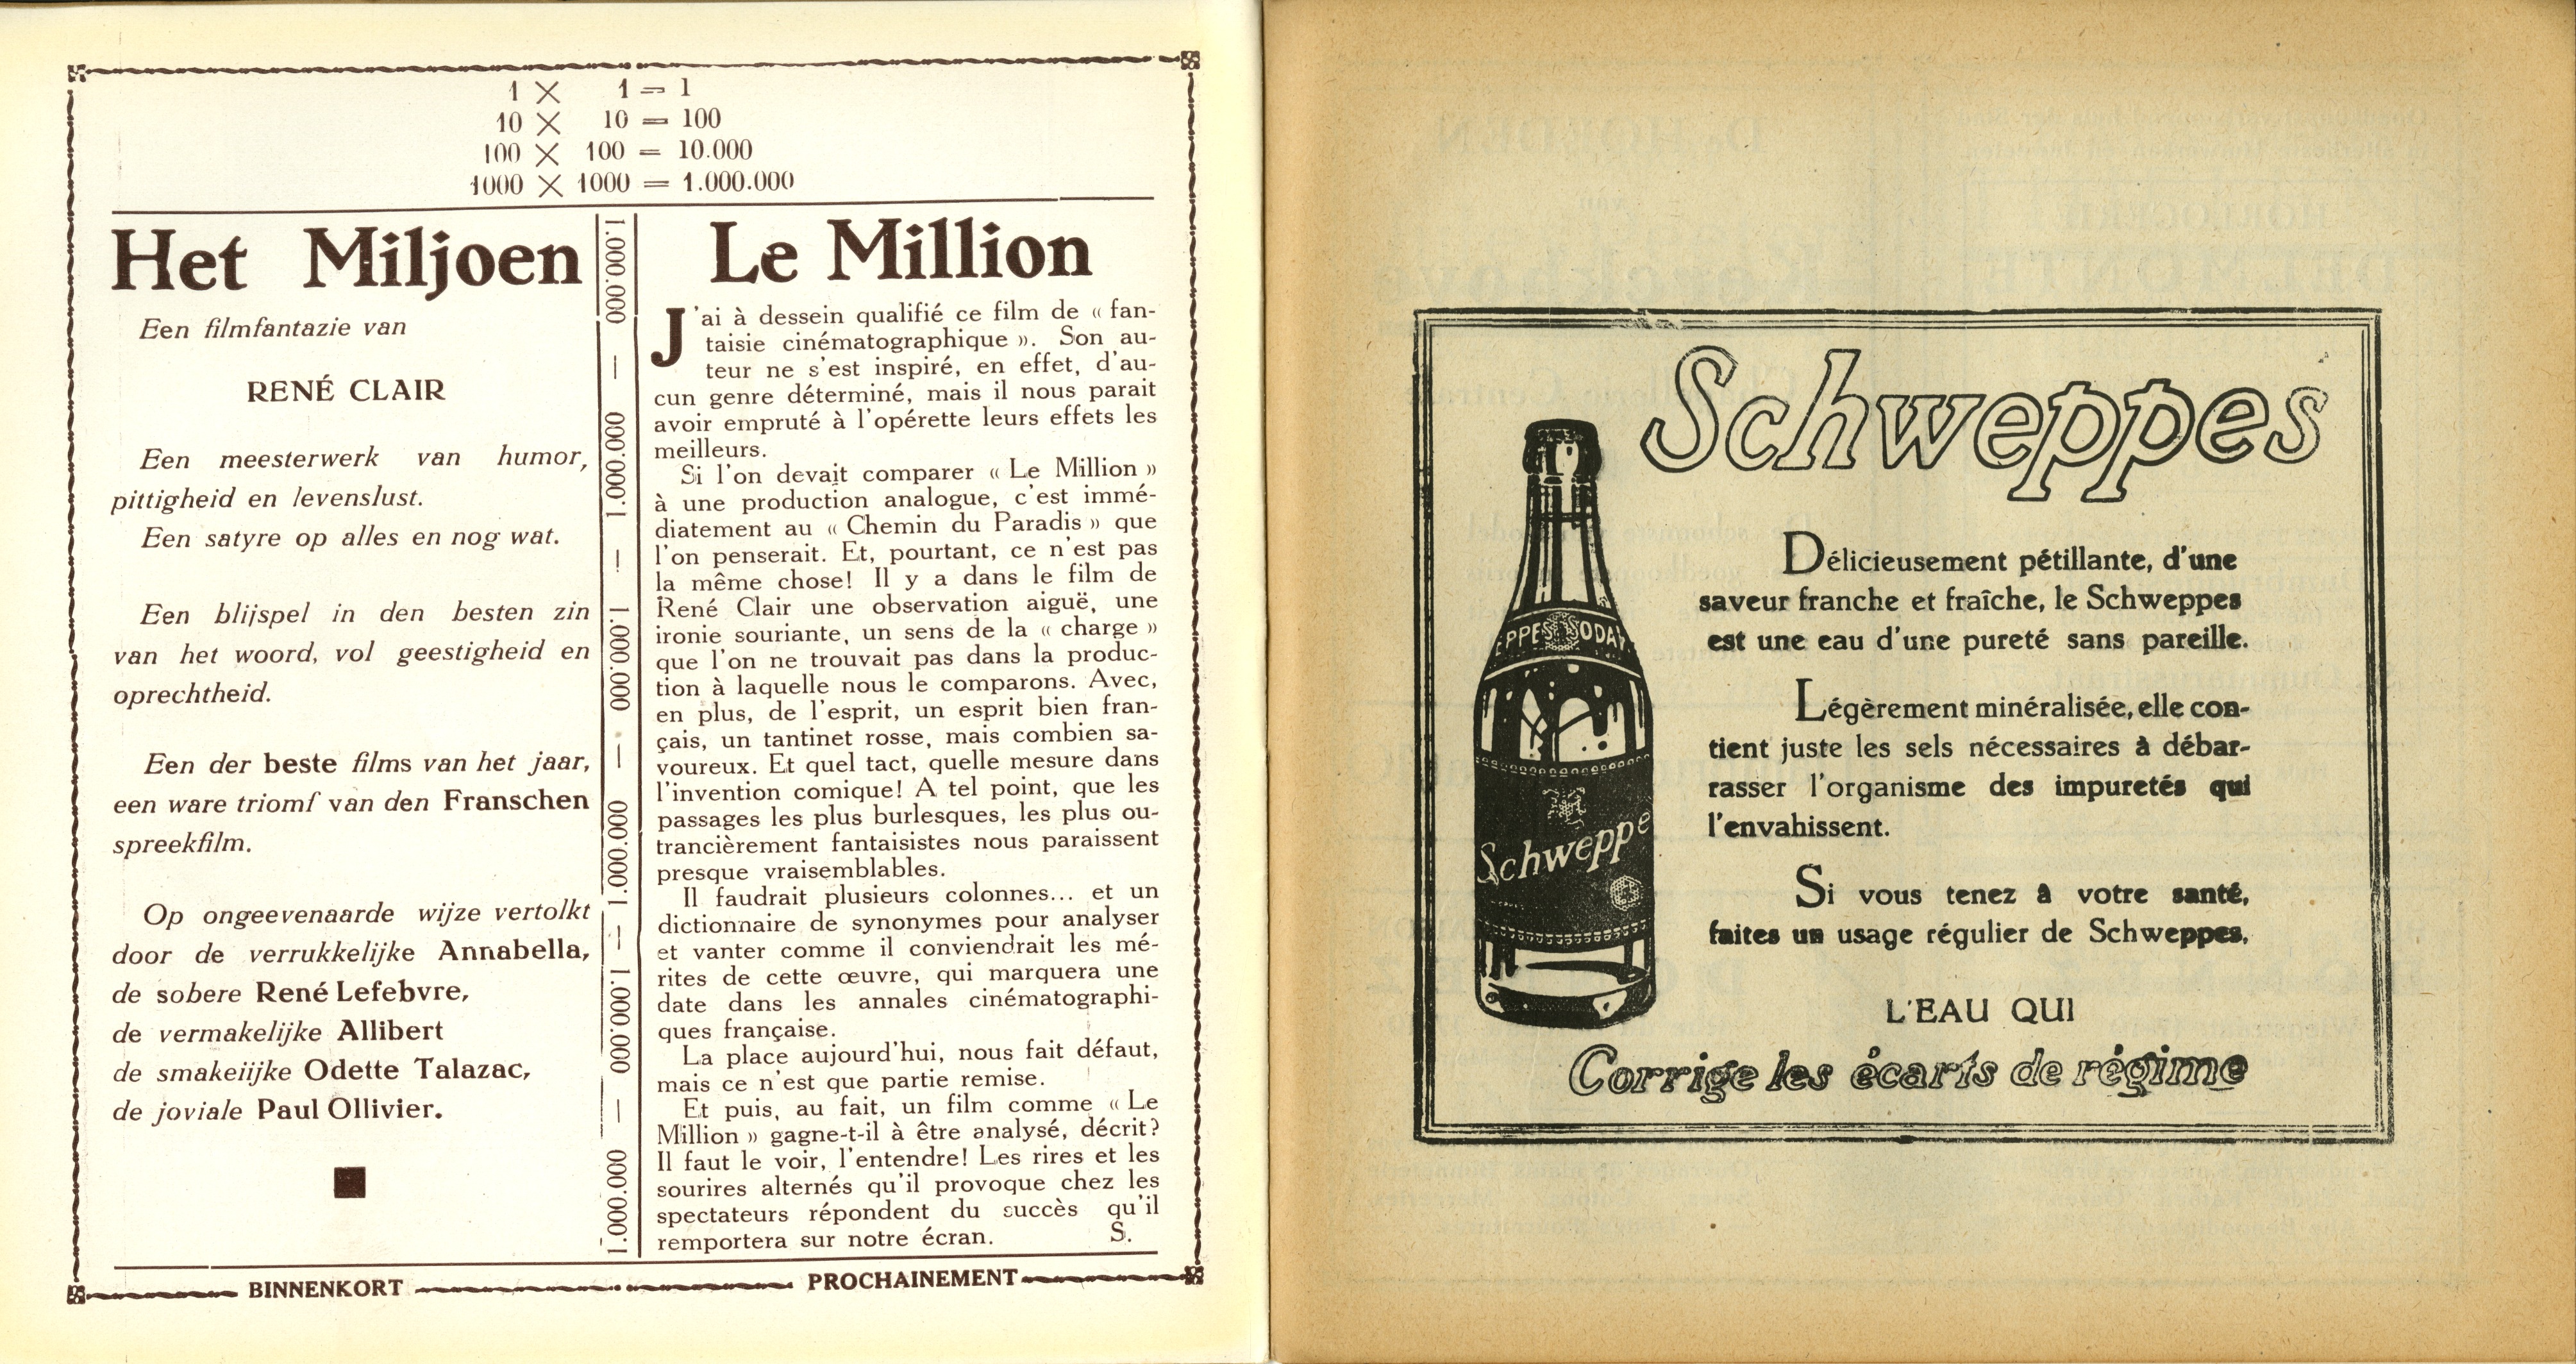 1 × 1 = 1
10 × 10 = 100
100 × 100 = 10.000
1000 × 1000 = 1.000.000
Het Miljoen
Een filmfantazie van
RENÉ CLAIR
Een meesterwerk van humor,
pittigheid en levenslust.
Een satyre op alles en nog wat.
Een blijspel in den besten zin
van het woord, vol geestigheid en
oprechtheid.
Een der beste films van het jaar,
een ware triomf van den Franschen
spreekfilm.
Op ongeevenaarde wijze vertolkt
door de verrukkelijke Annabella,
de sobere René Lefebvre,
de vermakelijke Allibert
de smakeiijke Odette Talazac,
de joviale Paul Ollivier.
1.000.000 — 1.000.000 — 1.000.000 — 1.000.000 — 1.000.000 — 1.000.000
Le Million
J'ai à dessein qualifié ce film de « fan-
taisie cinématographique ». Son au-
teur ne s'est inspiré, en effet, d'au-
cun genre déterminé, mais il nous parait
avoir empruté à l'opérette leurs effets les
meilleurs.
Si l'on devait comparer « Le Million »
à une production analogue, c'est immé-
diatement au « Chemin du Paradis » que
l'on penserait. Et, pourtant, ce n'est pas
la même chose! Il y a dans le film de
René Clair une observation aiguë, une
ironie souriante, un sens de la « charge »
que l'on ne trouvait pas dans la produc-
tion à laquelle nous le comparons. Avec,
en plus, de l'esprit, un esprit bien fran-
çais, un tantinet rosse, mais combien sa-
voureux. Et quel tact, quelle mesure dans
l'invention comique! A tel point, que les
passages les plus burlesques, les plus ou-
trancièrement fantaisistes nous paraissent
presque vraisemblables.
Il faudrait plusieurs colonnes... et un
dictionnaire de synonymes pour analyser
et vanter comme il conviendrait les mé-
rites de cette œuvre, qui marquera une
date dans les annales cinématographi-
ques française.
La place aujourd'hui, nous fait défaut,
mais ce n'est que partie remise.
Et puis, au fait, un film comme « Le
Million » gagne-t-il à être analysé, décrit?
Il faut le voir, l'entendre! Les rires et les
sourires alternés qu'il provoque chez les
spectateurs répondent du succès qu'il
remportera sur notre écran. S.
BINNENKORT
PROCHAINEMENT
Schweppes
EPPES SODA
Schweppe
Délicieusement pétillante, d'une
saveur franche et fraîche, le Schweppes
est une eau d'une pureté sans pareille.
Légèrement minéralisée, elle con-
tient juste les sels nécessaires à débar-
rasser l'organisme des impuretés qui
l'envahissent.
Si vous tenez à votre santé,
faites un usage régulier de Schweppes,
L'EAU QUI
Corrige les écarts de régime